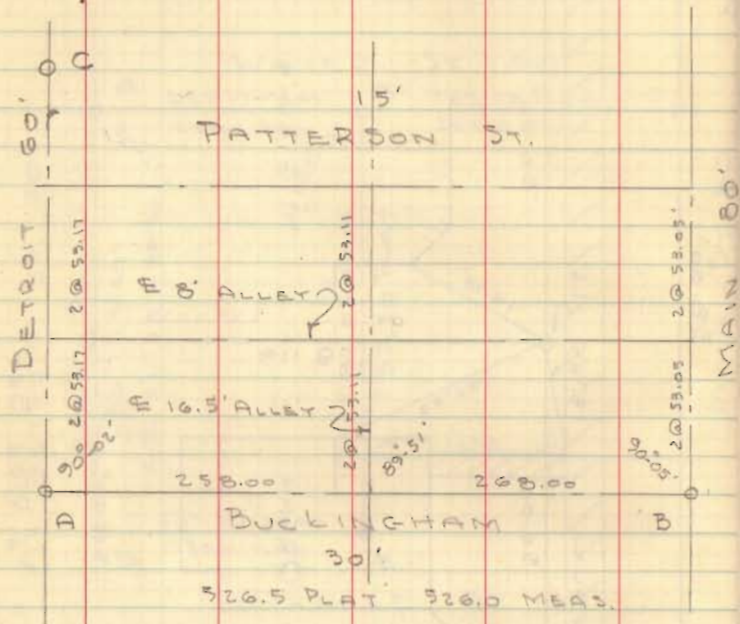 C
15'
60'
PATTERSON ST.
DETROIT
MAIN 80'
2@53.17
2@53.11
2@53.05'
℄ 8' ALLEY
2@53.17
2@53.11
2@53.05
℄ 16.5' ALLEY
90°-02'
89°-51'
90°-05'
258.00
268.00
A
BUCKINGHAM
B
30'
526.5 PLAT 526.0 MEAS.